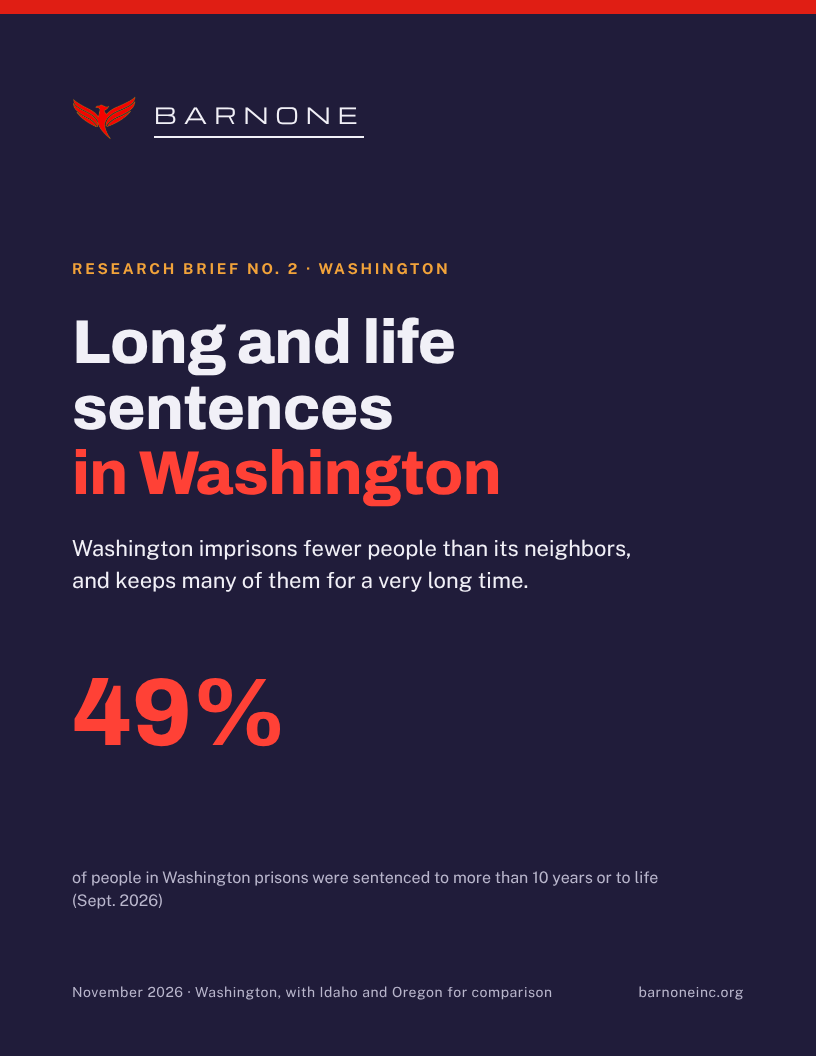 BARNONE
RESEARCH BRIEF NO. 2 · WASHINGTON
Long and life
sentences
in Washington
Washington imprisons fewer people than its neighbors,
and keeps many of them for a very long time.
49%
of people in Washington prisons were sentenced to more than 10 years or to life
(Sept. 2026)
November 2026 · Washington, with Idaho and Oregon for comparison
barnoneinc.org